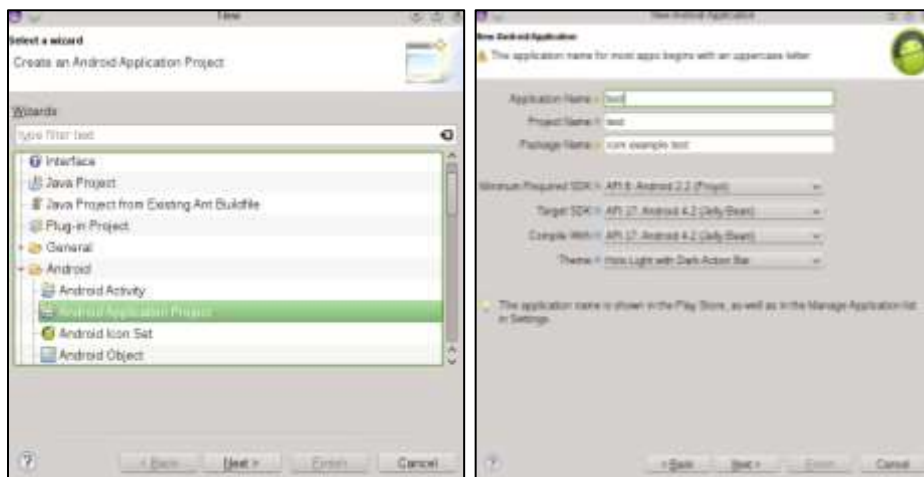 New
Select a wizard
Create an Android Application Project
Wizards:
type filter text
Interface
Java Project
Java Project from Existing Ant Buildfile
Plug-in Project
General
Android
Android Activity
Android Application Project
Android Icon Set
Android Object
< Back
Next >
Finish
Cancel
New Android Application
New Android Application
The application name for most apps begins with an uppercase letter
Application Name: test
Project Name: test
Package Name: com.example.test
Minimum Required SDK: API 8: Android 2.2 (Froyo)
Target SDK: API 17: Android 4.2 (Jelly Bean)
Compile With: API 17: Android 4.2 (Jelly Bean)
Theme: Holo Light with Dark Action Bar
The application name is shown in the Play Store, as well as in the Manage Application list
in Settings.
< Back
Next >
Finish
Cancel